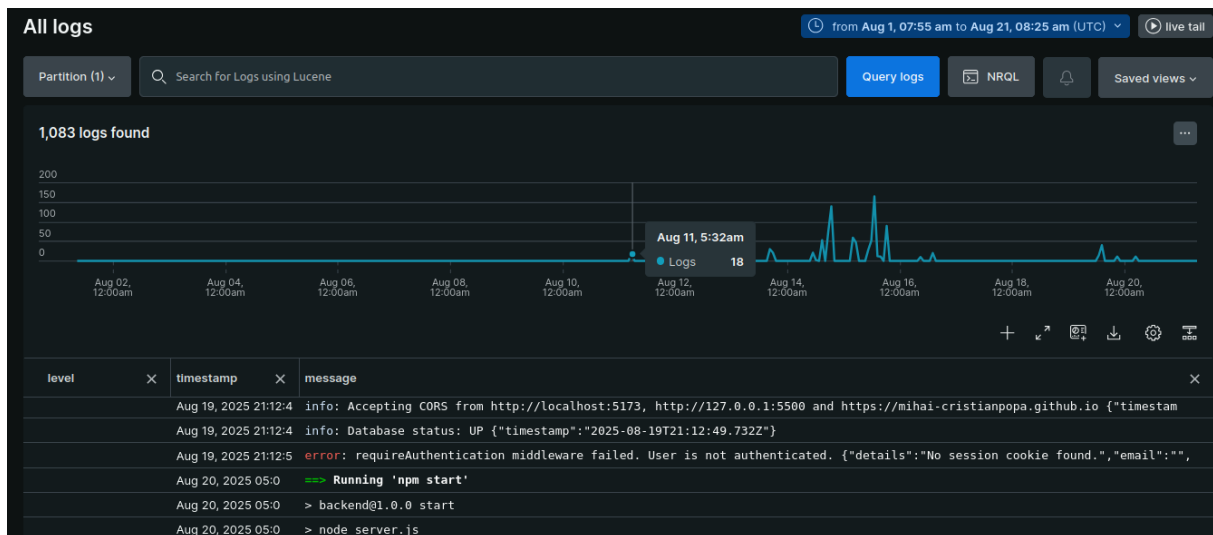 All logs
from Aug 1, 07:55 am to Aug 21, 08:25 am (UTC)
live tail
Partition (1)
Search for Logs using Lucene
Query logs
NRQL
Saved views
1,083 logs found
200
150
100
50
0
Aug 11, 5:32am
Logs 18
Aug 02, 12:00am
Aug 04, 12:00am
Aug 06, 12:00am
Aug 08, 12:00am
Aug 10, 12:00am
Aug 12, 12:00am
Aug 14, 12:00am
Aug 16, 12:00am
Aug 18, 12:00am
Aug 20, 12:00am
level timestamp message
Aug 19, 2025 21:12:4 info: Accepting CORS from http://localhost:5173, http://127.0.0.1:5500 and https://mihai-cristianpopa.github.io {"timestam
Aug 19, 2025 21:12:4 info: Database status: UP {"timestamp":"2025-08-19T21:12:49.732Z"}
Aug 19, 2025 21:12:5 error: requireAuthentication middleware failed. User is not authenticated. {"details":"No session cookie found.","email":"",
Aug 20, 2025 05:0 ==> Running 'npm start'
Aug 20, 2025 05:0 > backend@1.0.0 start
Aug 20, 2025 05:0 > node server.js